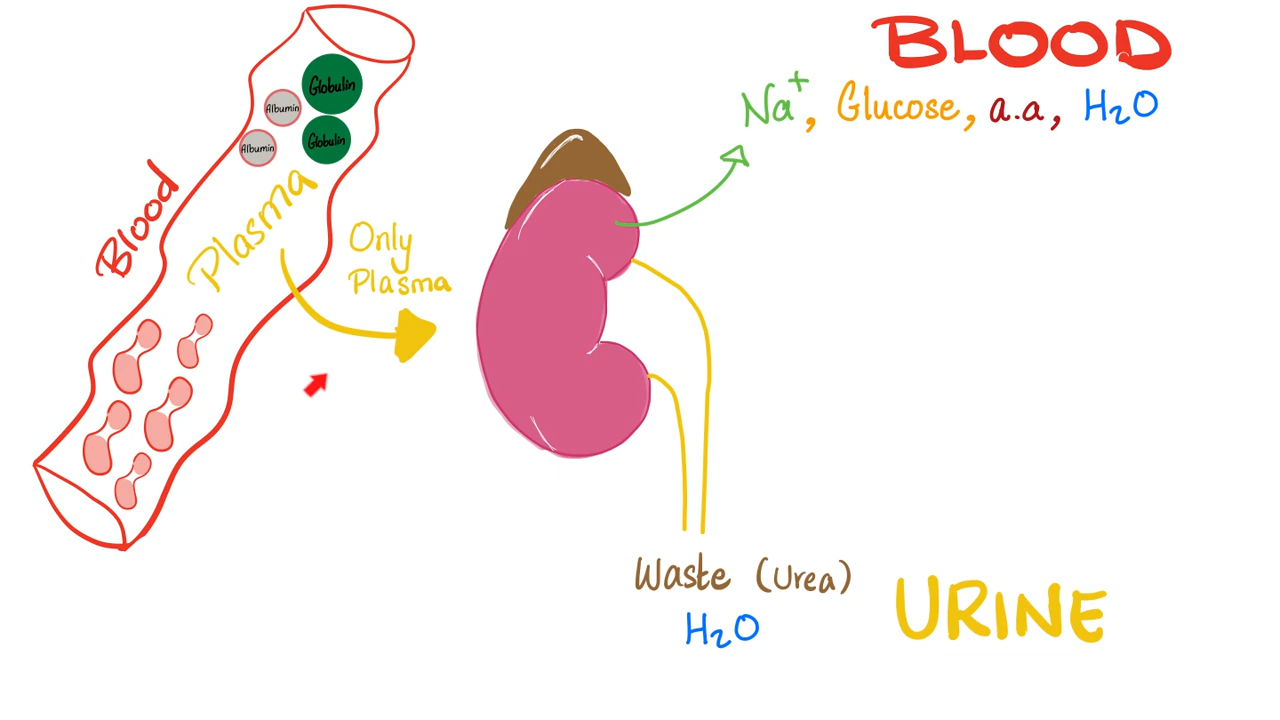 BLOOD
Na+, Glucose, a.a, H2O
Globulin
Albumin
Globulin
Albumin
Blood
Plasma
Only
Plasma
Waste (Urea)
H2O
URINE